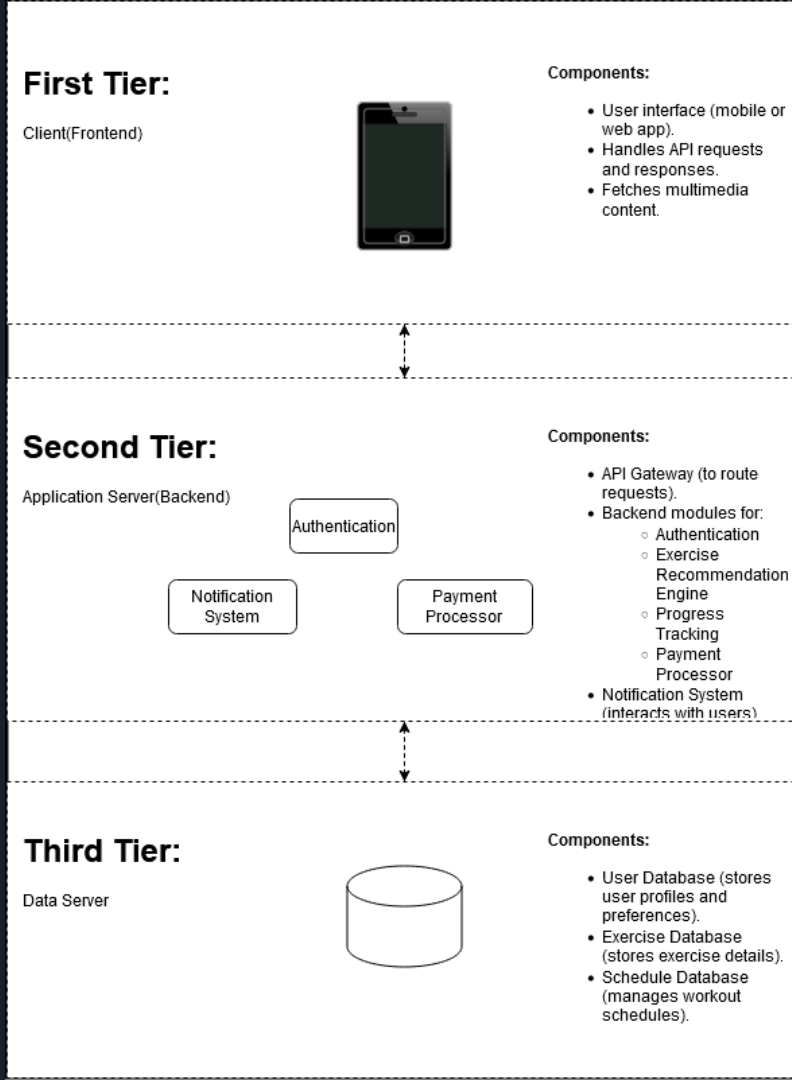 First Tier:
Client(Frontend)
Components:
User interface (mobile or
web app).
Handles API requests
and responses.
Fetches multimedia
content.
Second Tier:
Application Server(Backend)
Authentication
Notification
System
Payment
Processor
Components:
API Gateway (to route
requests).
Backend modules for:
Authentication
Exercise
Recommendation
Engine
Progress
Tracking
Payment
Processor
Notification System
(interacts with users)
Third Tier:
Data Server
Components:
User Database (stores
user profiles and
preferences).
Exercise Database
(stores exercise details).
Schedule Database
(manages workout
schedules).